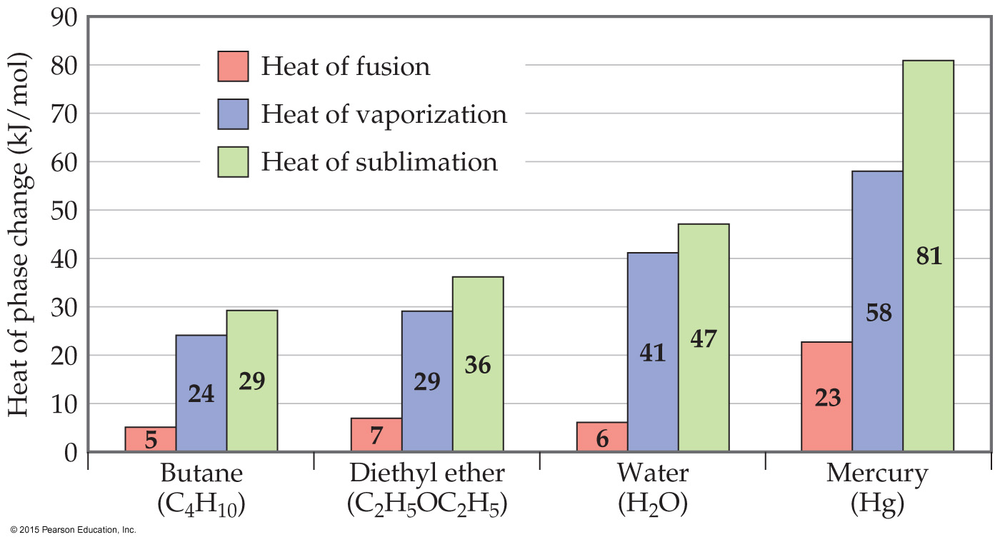 Heat of phase change (kJ/mol)
90
80
70
60
50
40
30
20
10
0
Heat of fusion
Heat of vaporization
Heat of sublimation
5
24
29
7
29
36
6
41
47
23
58
81
Butane
(C₄H₁₀)
Diethyl ether
(C₂H₅OC₂H₅)
Water
(H₂O)
Mercury
(Hg)
© 2015 Pearson Education, Inc.